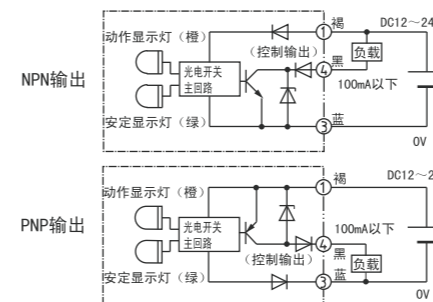 NPN输出
动作显示灯（橙）
光电开关
主回路
安定显示灯（绿）
（控制输出）
① 褐
④ 黑
100mA以下
③ 蓝
负载
DC12～24
0V
PNP输出
动作显示灯（橙）
光电开关
主回路
安定显示灯（绿）
（控制输出）
① 褐
100mA以下
④ 黑
③ 蓝
负载
DC12～2
0V